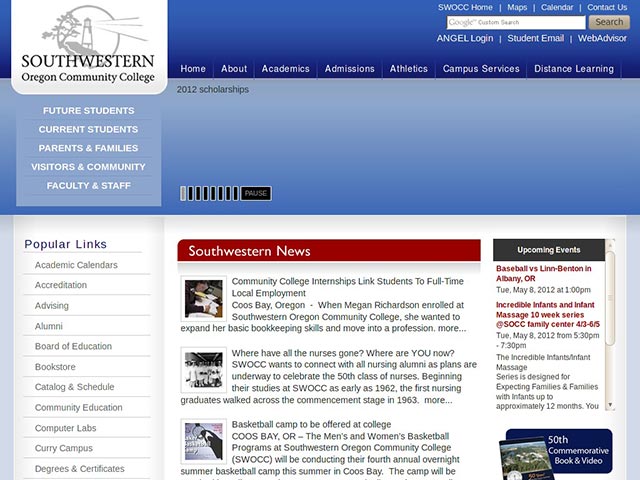 SWOCC Home | Maps | Calendar | Contact Us
Google™ Custom Search
Search
ANGEL Login | Student Email | WebAdvisor
SOUTHWESTERN
Oregon Community College
Home
About
Academics
Admissions
Athletics
Campus Services
Distance Learning
2012 scholarships
FUTURE STUDENTS
CURRENT STUDENTS
PARENTS & FAMILIES
VISITORS & COMMUNITY
FACULTY & STAFF
PAUSE
Popular Links
Academic Calendars
Accreditation
Advising
Alumni
Board of Education
Bookstore
Catalog & Schedule
Community Education
Computer Labs
Curry Campus
Degrees & Certificates
Southwestern News
Community College Internships Link Students To Full-Time
Local Employment
Coos Bay, Oregon - When Megan Richardson enrolled at
Southwestern Oregon Community College, she wanted to
expand her basic bookkeeping skills and move into a profession. more...
Where have all the nurses gone? Where are YOU now?
SWOCC wants to connect with all nursing alumni as plans are
underway to celebrate the 50th class of nurses. Beginning
their studies at SWOCC as early as 1962, the first nursing
graduates walked across the commencement stage in 1963. more...
Basketball camp to be offered at college
COOS BAY, OR – The Men's and Women's Basketball
Programs at Southwestern Oregon Community College
(SWOCC) will be conducting their fourth annual overnight
summer basketball camp this summer in Coos Bay. The camp will be
Upcoming Events
Baseball vs Linn-Benton in
Albany, OR
Tue, May 8, 2012 at 1:00pm
Incredible Infants and Infant
Massage 10 week series
@SOCC family center 4/3-6/5
Tue, May 8, 2012 from 5:30pm
- 7:30pm
The Incredible Infants/Infant
Massage
Series is designed for
Expecting Families & Families
with Infants up to
approximately 12 months. You
50th
Commemorative
Book & Video